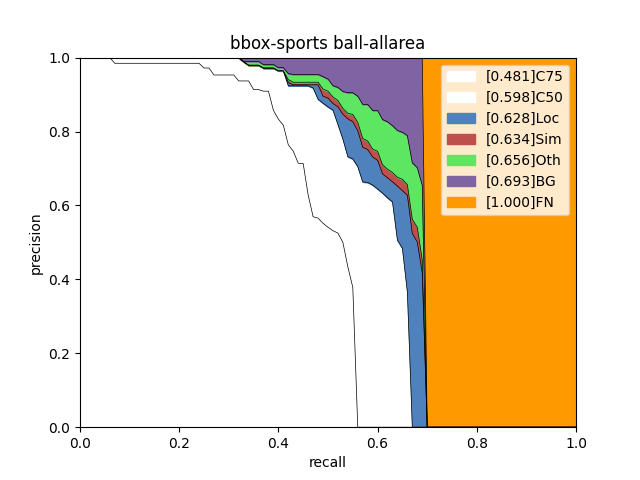 bbox-sports ball-allarea
1.0
0.8
0.6
0.4
0.2
0.0
precision
[0.481]C75
[0.598]C50
[0.628]Loc
[0.634]Sim
[0.656]Oth
[0.693]BG
[1.000]FN
0.0 0.2 0.4 0.6 0.8 1.0
recall